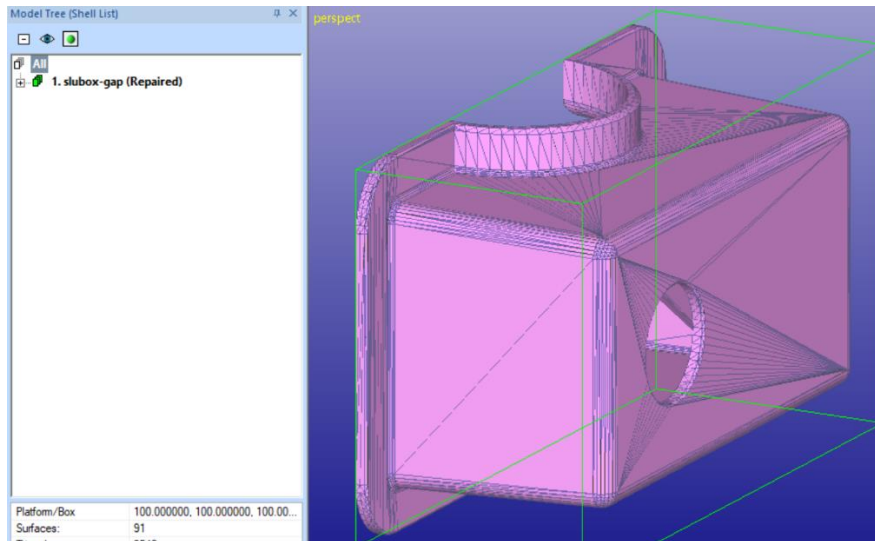 Model Tree (Shell List)
perspect
All
1. slubox-gap (Repaired)
Platform/Box 100.000000, 100.000000, 100.00...
Surfaces: 91